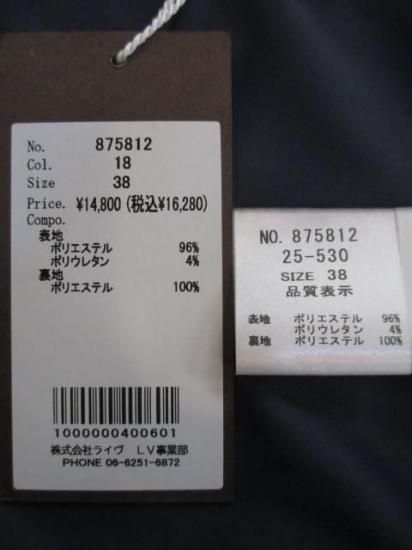 No. 875812
Col. 18
Size 38
Price. ¥14,800(税込¥16,280)
Compo.
表地
ポリエステル 96%
ポリウレタン 4%
裏地
ポリエステル 100%
1000000400601
株式会社ライヴ LV事業部
PHONE 06-6251-6872
NO. 875812
25-530
SIZE 38
品質表示
表地 ポリエステル 96%
ポリウレタン 4%
裏地 ポリエステル 100%